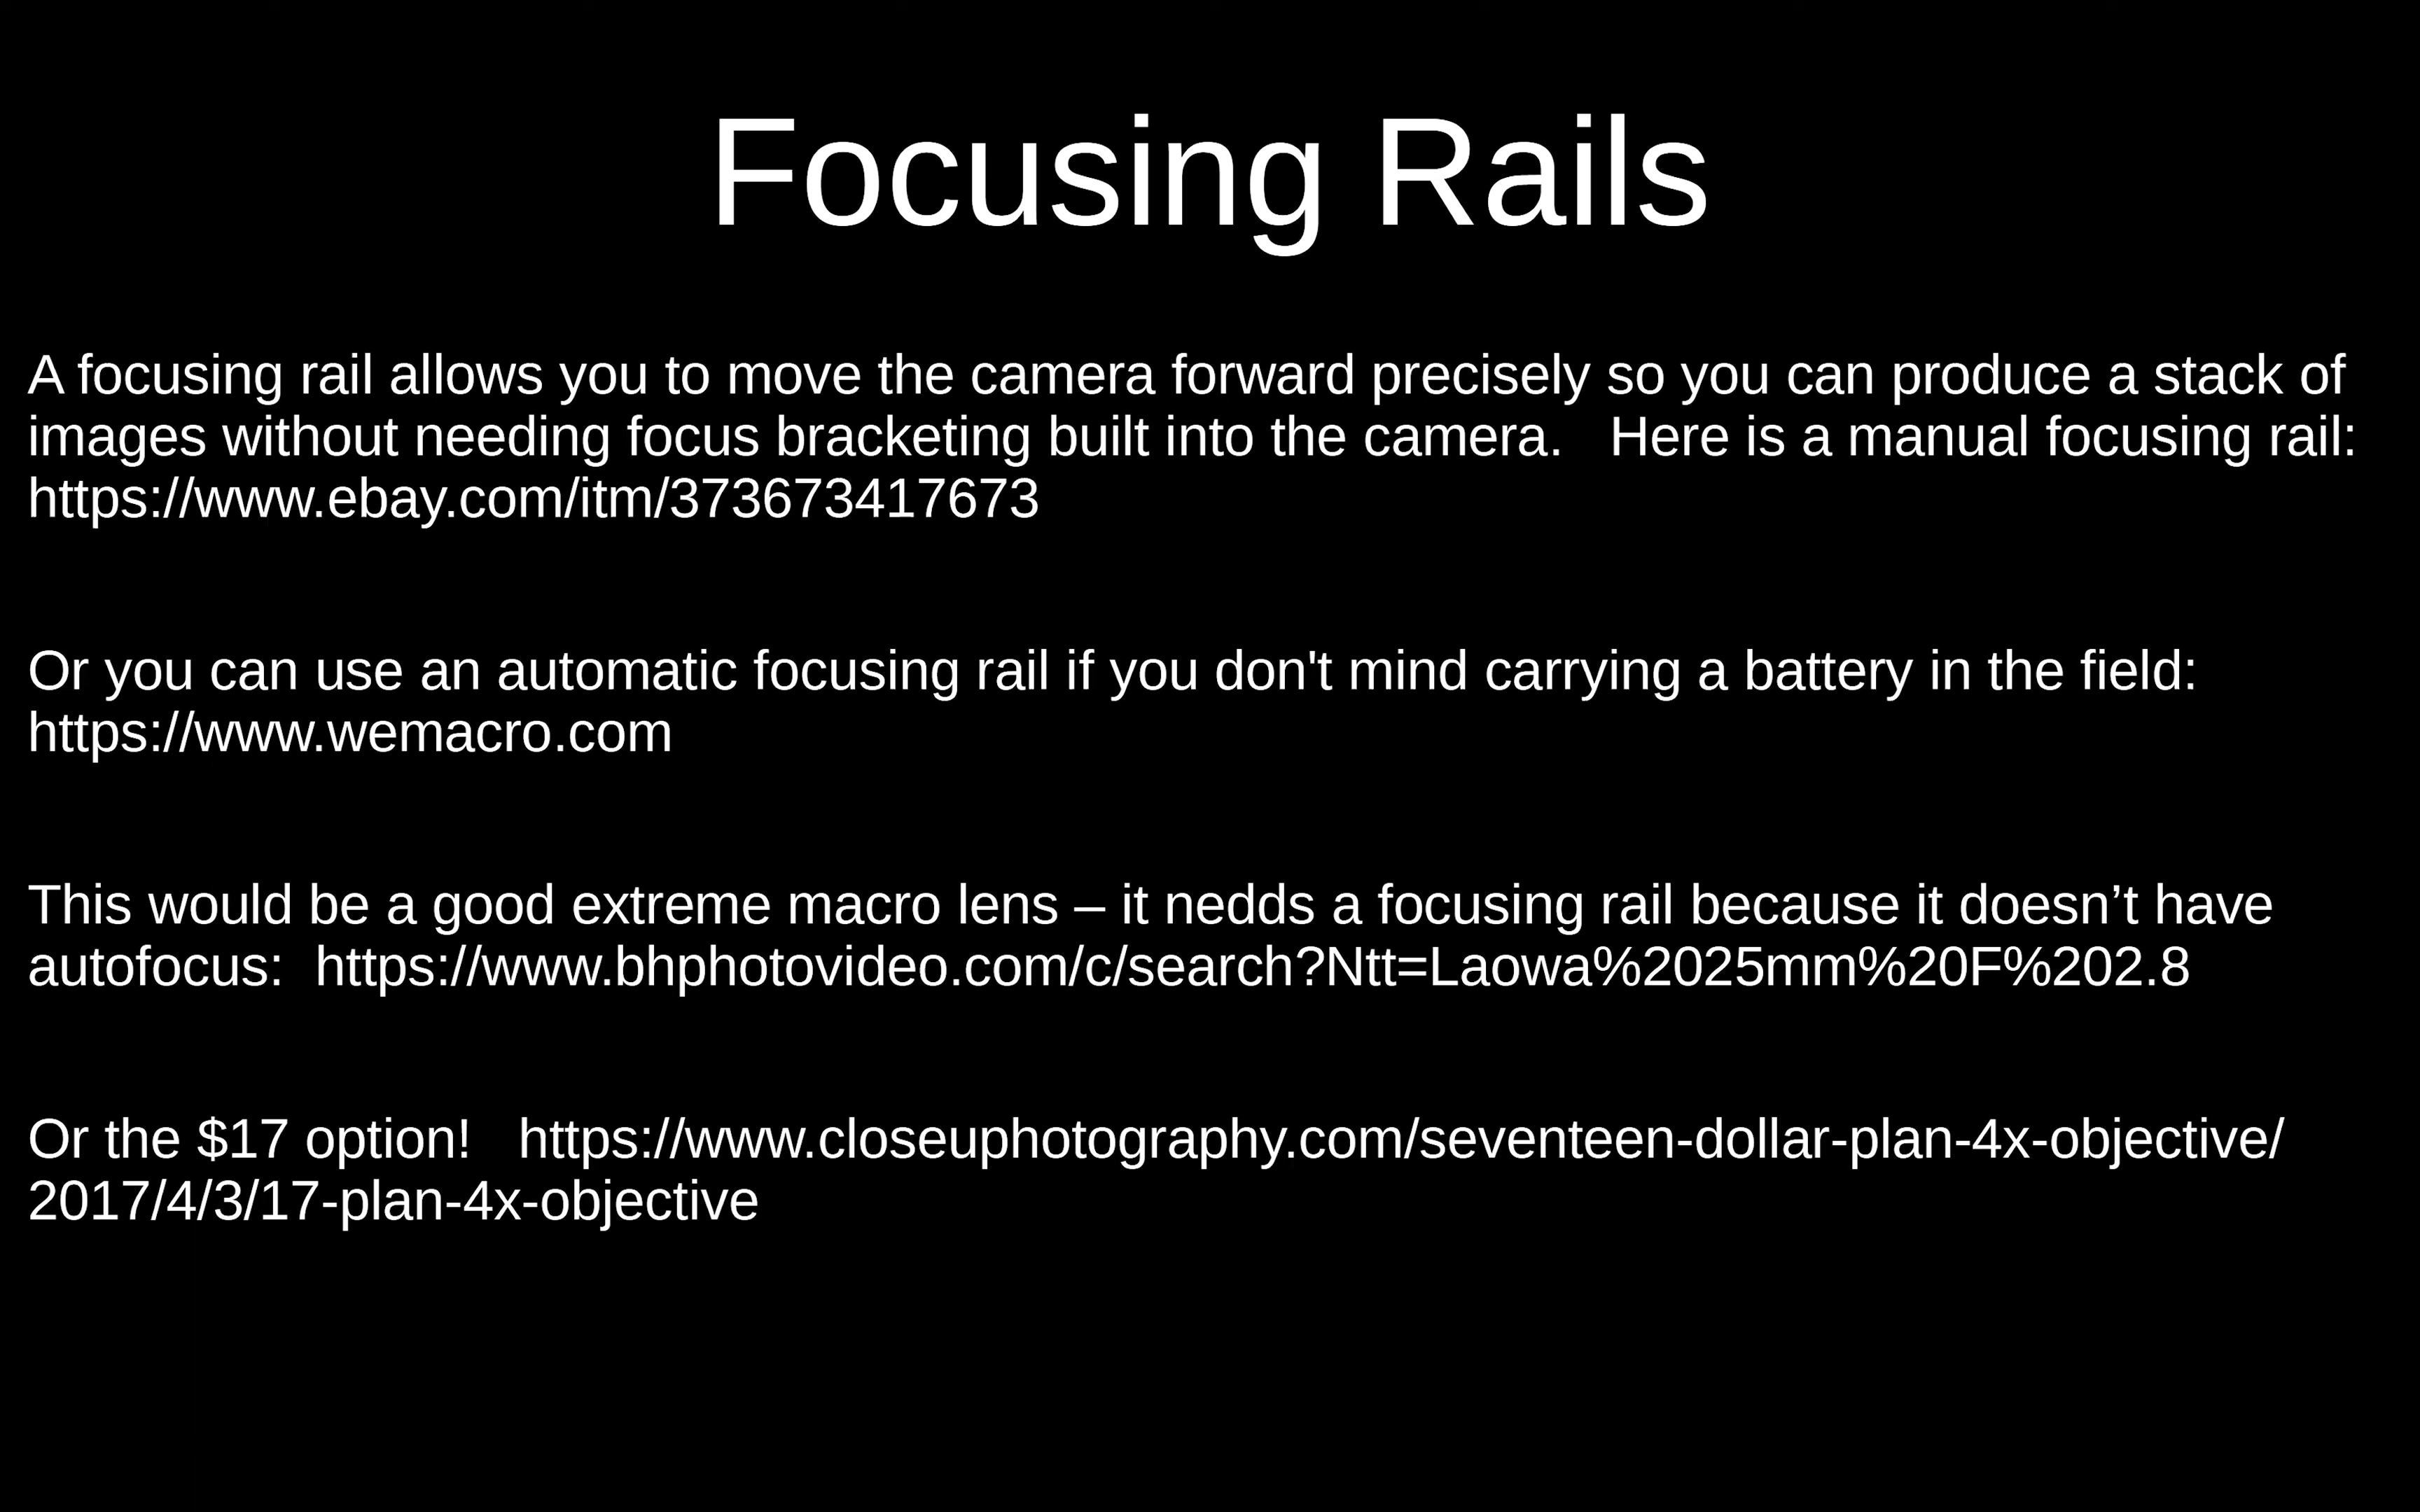 Focusing Rails
A focusing rail allows you to move the camera forward precisely so you can produce a stack of
images without needing focus bracketing built into the camera.   Here is a manual focusing rail:
https://www.ebay.com/itm/373673417673
Or you can use an automatic focusing rail if you don't mind carrying a battery in the field:
https://www.wemacro.com
This would be a good extreme macro lens – it nedds a focusing rail because it doesn’t have
autofocus:  https://www.bhphotovideo.com/c/search?Ntt=Laowa%2025mm%20F%202.8
Or the $17 option!   https://www.closeuphotography.com/seventeen-dollar-plan-4x-objective/
2017/4/3/17-plan-4x-objective